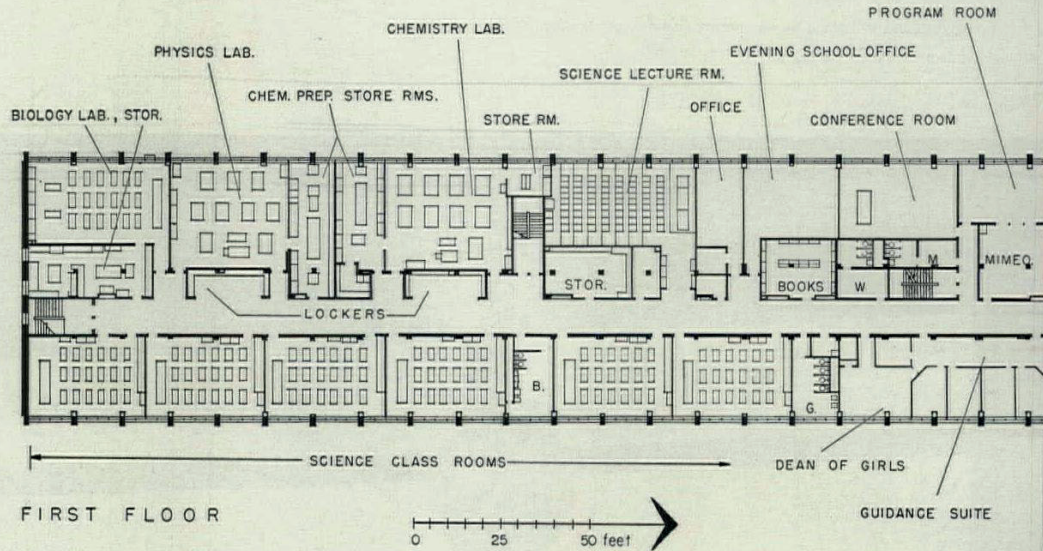 PROGRAM ROOM
CHEMISTRY LAB.
PHYSICS LAB.
EVENING SCHOOL OFFICE
SCIENCE LECTURE RM.
CHEM. PREP. STORE RMS.
OFFICE
BIOLOGY LAB., STOR.
STORE RM.
CONFERENCE ROOM
M
MIMEO.
STOR.
BOOKS
W
LOCKERS
B.
G.
SCIENCE CLASS ROOMS
DEAN OF GIRLS
FIRST FLOOR
GUIDANCE SUITE
0 25 50 feet